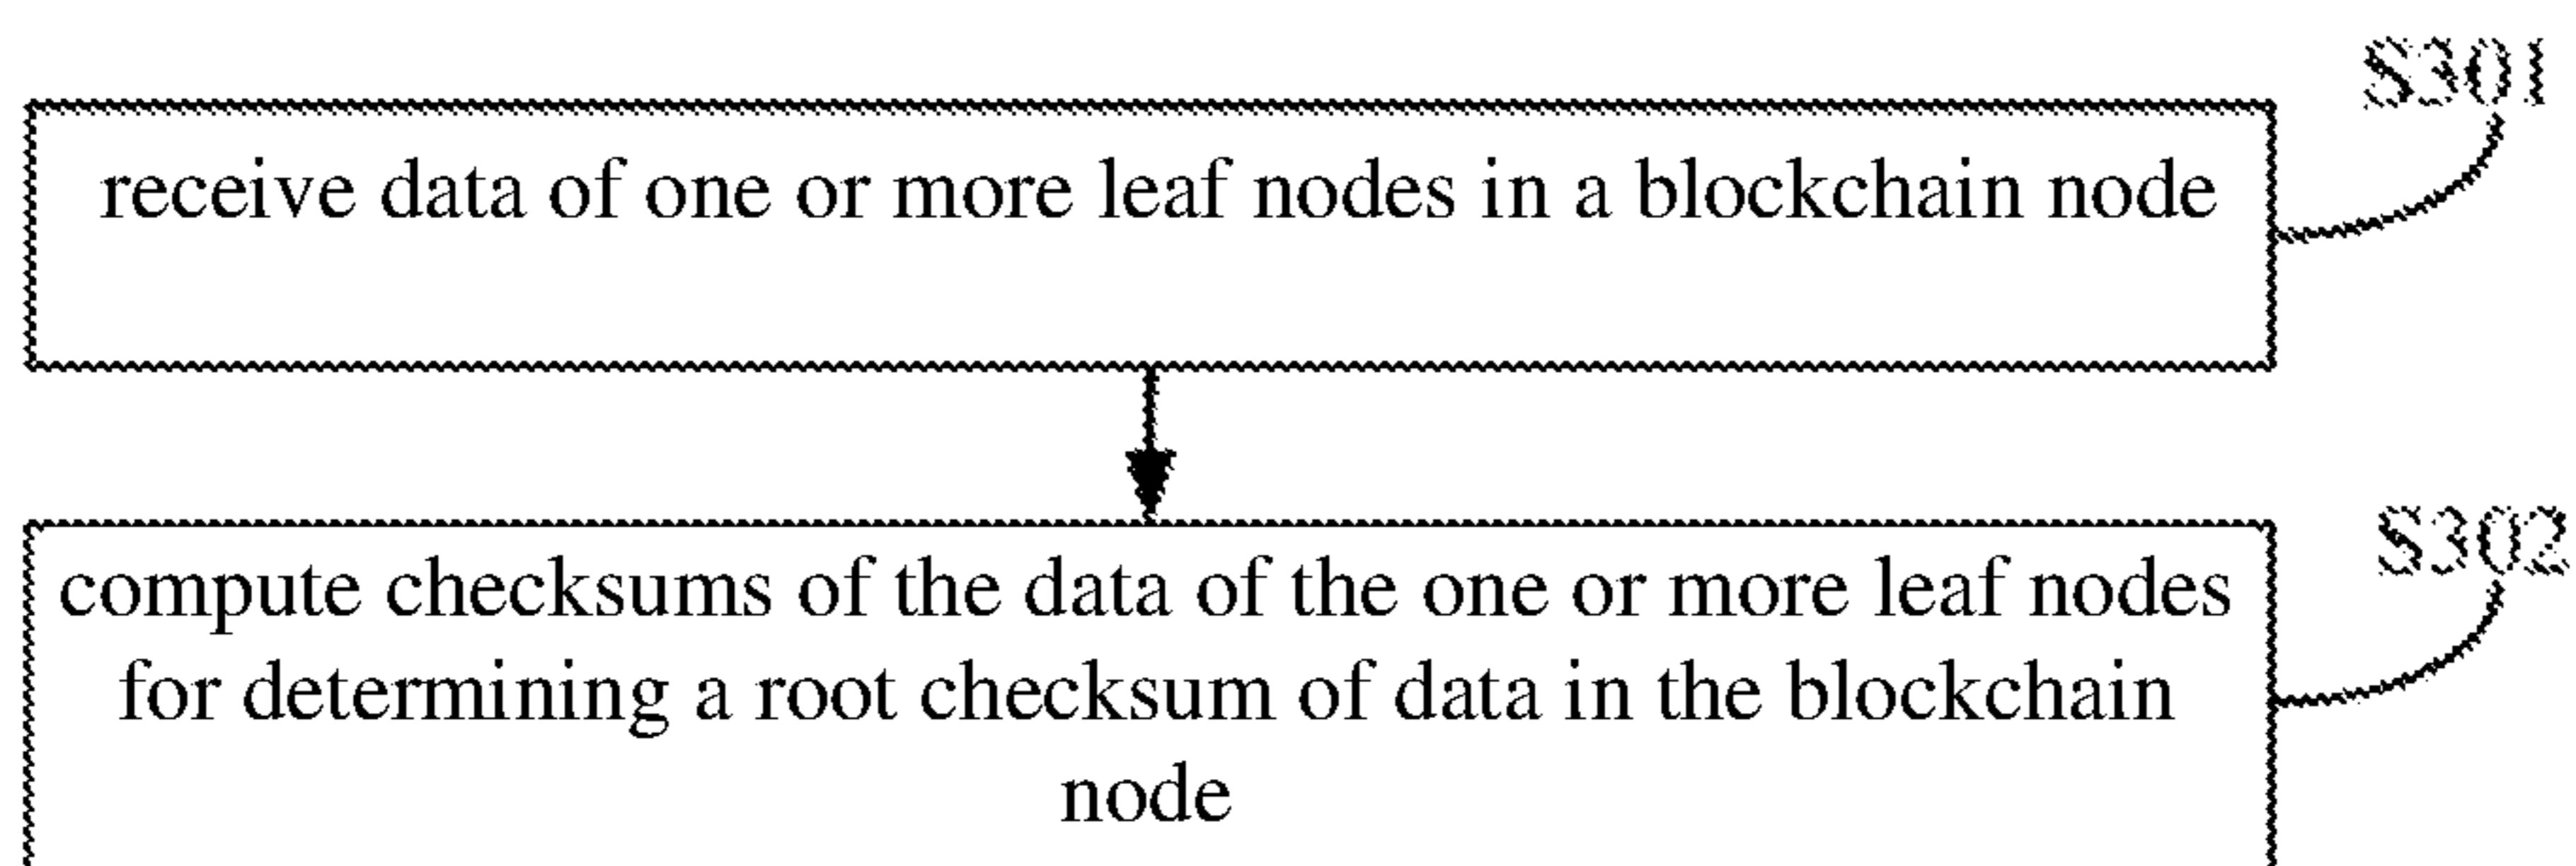 S301
receive data of one or more leaf nodes in a blockchain node
S302
compute checksums of the data of the one or more leaf nodes
for determining a root checksum of data in the blockchain
node